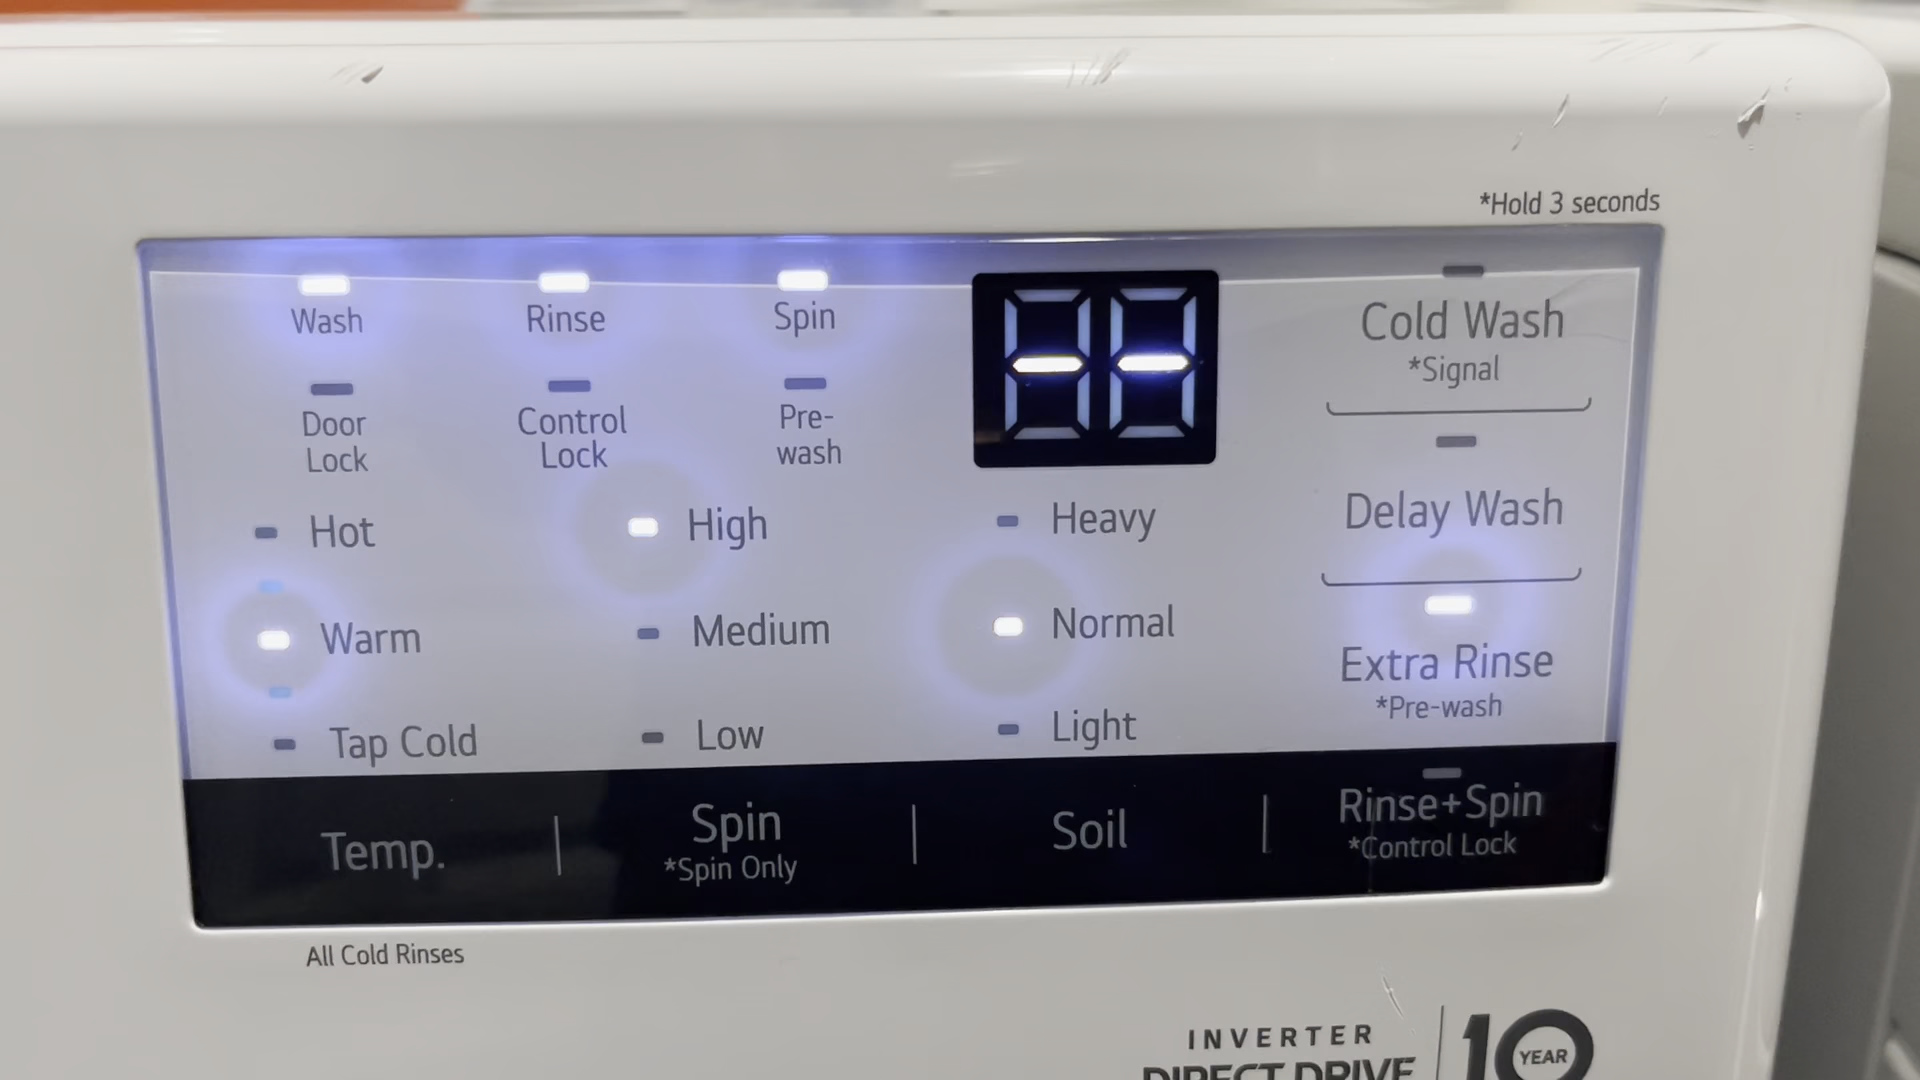 *Hold 3 seconds
Wash
Rinse
Spin
--
Cold Wash
*Signal
Door
Lock
Control
Lock
Pre-
wash
Hot
High
Heavy
Delay Wash
Warm
Medium
Normal
Extra Rinse
*Pre-wash
Tap Cold
Low
Light
Temp.
Spin
*Spin Only
Soil
Rinse+Spin
*Control Lock
All Cold Rinses
INVERTER
DIRECT DRIVE
10
YEAR